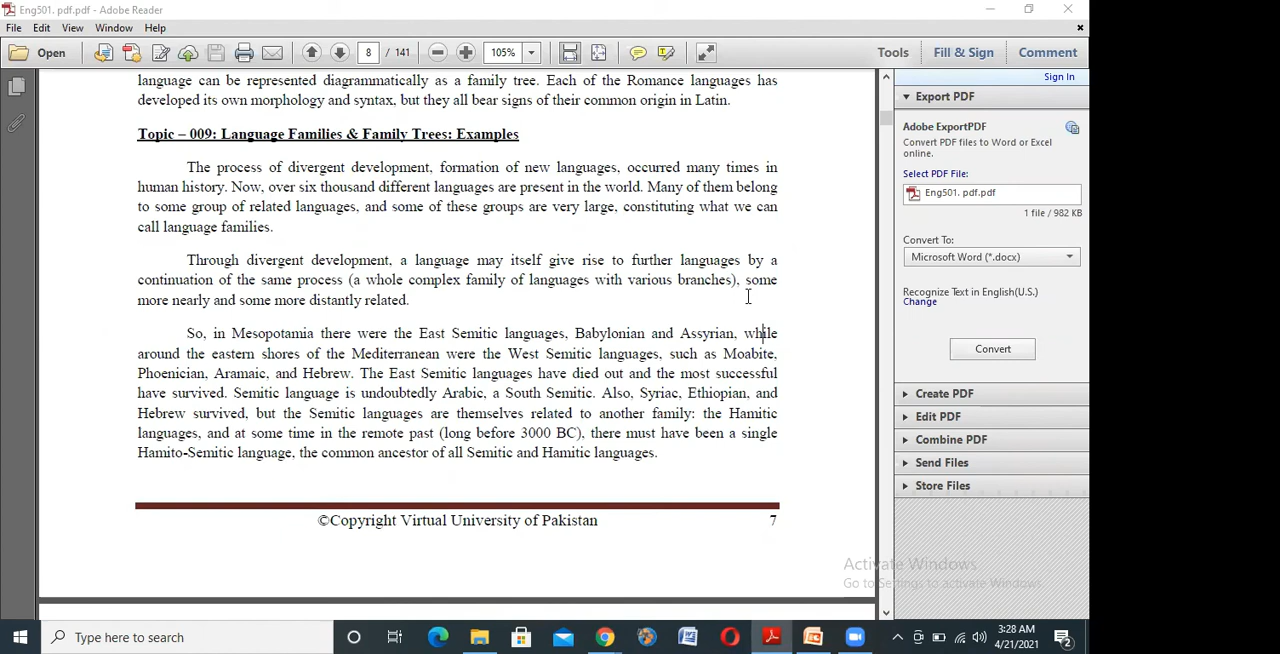 Eng501. pdf.pdf - Adobe Reader
File Edit View Window Help
Open 8 / 141 105% Tools Fill & Sign Comment
Sign In
language can be represented diagrammatically as a family tree. Each of the Romance languages has
developed its own morphology and syntax, but they all bear signs of their common origin in Latin.
Topic – 009: Language Families & Family Trees: Examples
The process of divergent development, formation of new languages, occurred many times in
human history. Now, over six thousand different languages are present in the world. Many of them belong
to some group of related languages, and some of these groups are very large, constituting what we can
call language families.
Through divergent development, a language may itself give rise to further languages by a
continuation of the same process (a whole complex family of languages with various branches), some
more nearly and some more distantly related.
So, in Mesopotamia there were the East Semitic languages, Babylonian and Assyrian, while
around the eastern shores of the Mediterranean were the West Semitic languages, such as Moabite,
Phoenician, Aramaic, and Hebrew. The East Semitic languages have died out and the most successful
have survived. Semitic language is undoubtedly Arabic, a South Semitic. Also, Syriac, Ethiopian, and
Hebrew survived, but the Semitic languages are themselves related to another family: the Hamitic
languages, and at some time in the remote past (long before 3000 BC), there must have been a single
Hamito-Semitic language, the common ancestor of all Semitic and Hamitic languages.
©Copyright Virtual University of Pakistan 7
Export PDF
Adobe ExportPDF
Convert PDF files to Word or Excel
online.
Select PDF File:
Eng501. pdf.pdf
1 file / 982 KB
Convert To:
Microsoft Word (*.docx)
Recognize Text in English(U.S.)
Change
Convert
Create PDF
Edit PDF
Combine PDF
Send Files
Store Files
Activate Windows
Go to Settings to activate Windows.
Type here to search
3:28 AM
4/21/2021
2